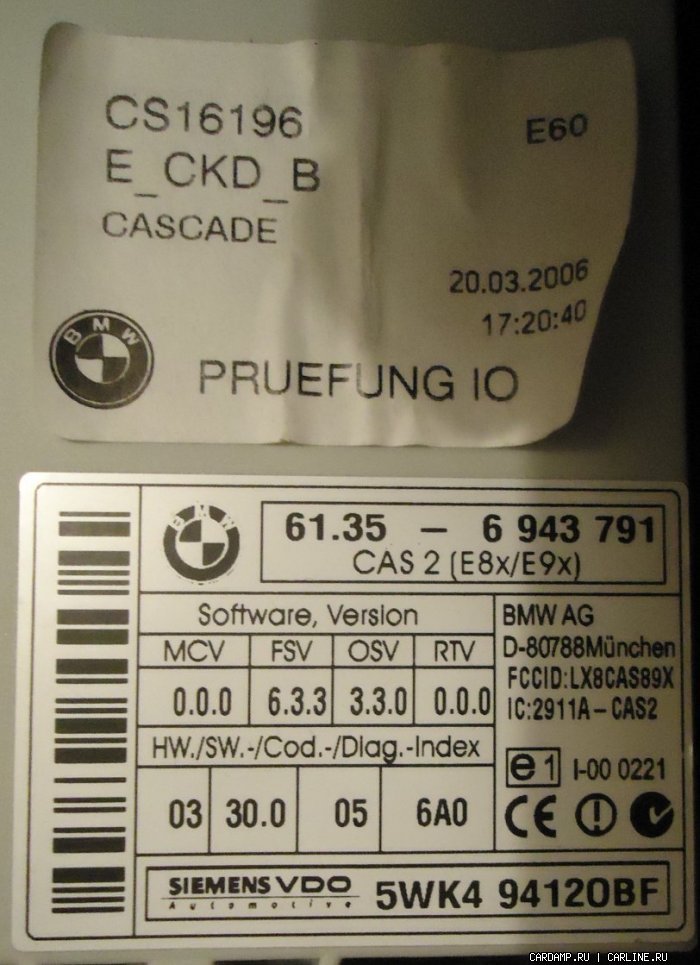 CS16196
E60
E_CKD_B
CASCADE
20.03.2006
17:20:40
BMW
PRUEFUNG IO
BMW
61.35 - 6 943 791
CAS 2 (E8x/E9x)
Software, Version
MCV FSV OSV RTV
0.0.0 6.3.3 3.3.0 0.0.0
HW./SW.-/Cod.-/Diag.-Index
03 30.0 05 6A0
BMW AG
D-80788München
FCCID:LX8CAS89X
IC:2911A-CAS2
e1 I-00 0221
CE
SIEMENS VDO
Automotive
5WK4 94120BF
CARDAMP.RU | CARLINE.RU